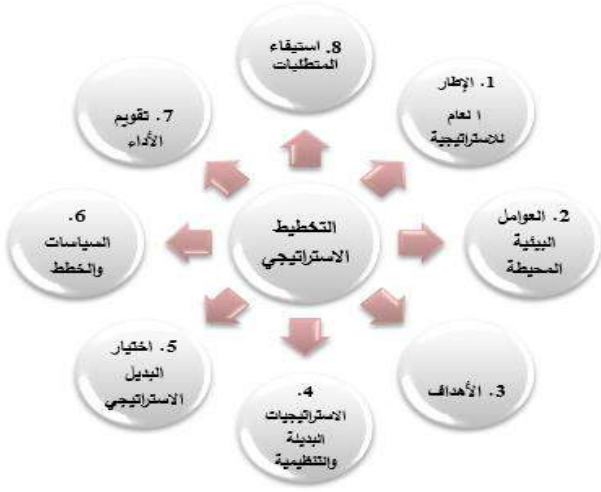 8. استيفاء
المتطلبات
1. الإطار
العام
للاستراتيجية
2. العوامل
البيئية
المحيطة
3. الأهداف
4.
الاستراتيجيات
البديلة
والتنظيمية
5. اختيار
البديل
الاستراتيجي
6.
السياسات
والخطط
7. تقويم
الأداء
التخطيط
الاستراتيجي